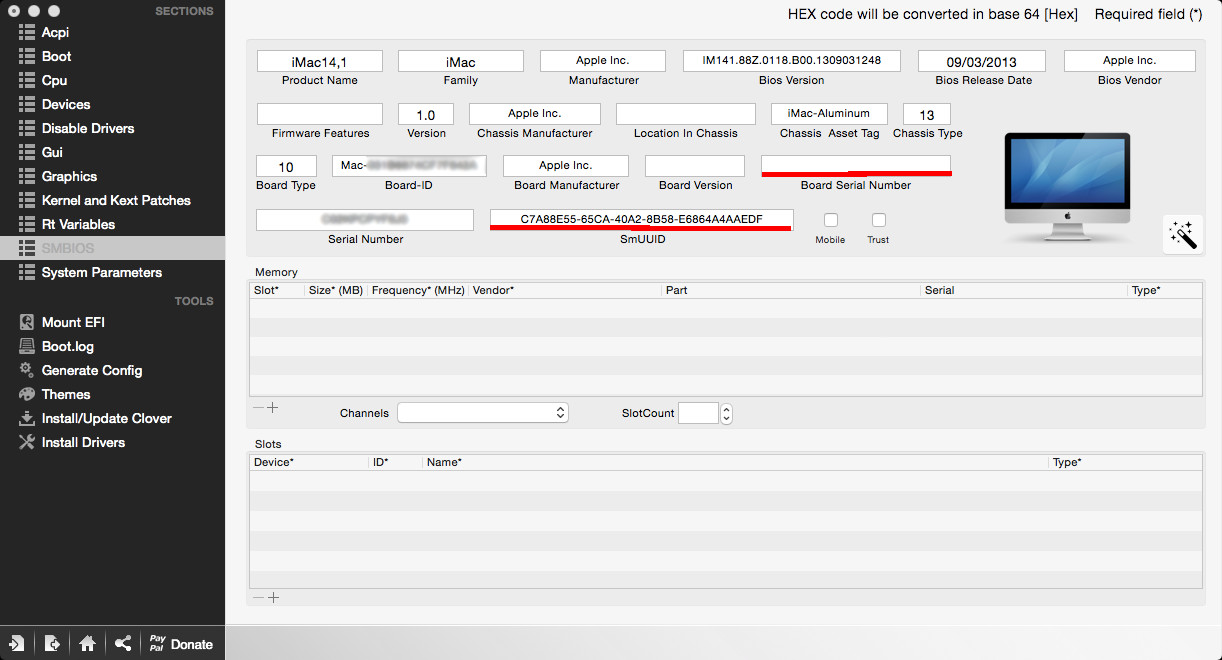 SECTIONS
Acpi
Boot
Cpu
Devices
Disable Drivers
Gui
Graphics
Kernel and Kext Patches
Rt Variables
SMBIOS
System Parameters
TOOLS
Mount EFI
Boot.log
Generate Config
Themes
Install/Update Clover
Install Drivers
Pay Pal Donate
HEX code will be converted in base 64 [Hex] Required field (*)
iMac14,1 iMac Apple Inc. IM141.88Z.0118.B00.1309031248 09/03/2013 Apple Inc.
Product Name Family Manufacturer Bios Version Bios Release Date Bios Vendor
1.0 Apple Inc. iMac-Aluminum 13
Firmware Features Version Chassis Manufacturer Location In Chassis Chassis Asset Tag Chassis Type
10 Mac- Apple Inc.
Board Type Board-ID Board Manufacturer Board Version Board Serial Number
C7A88E55-65CA-40A2-8B58-E6864A4AAEDF
Serial Number SmUUID Mobile Trust
Memory
Slot* Size* (MB) Frequency* (MHz) Vendor* Part Serial Type*
Channels SlotCount
Slots
Device* ID* Name* Type*